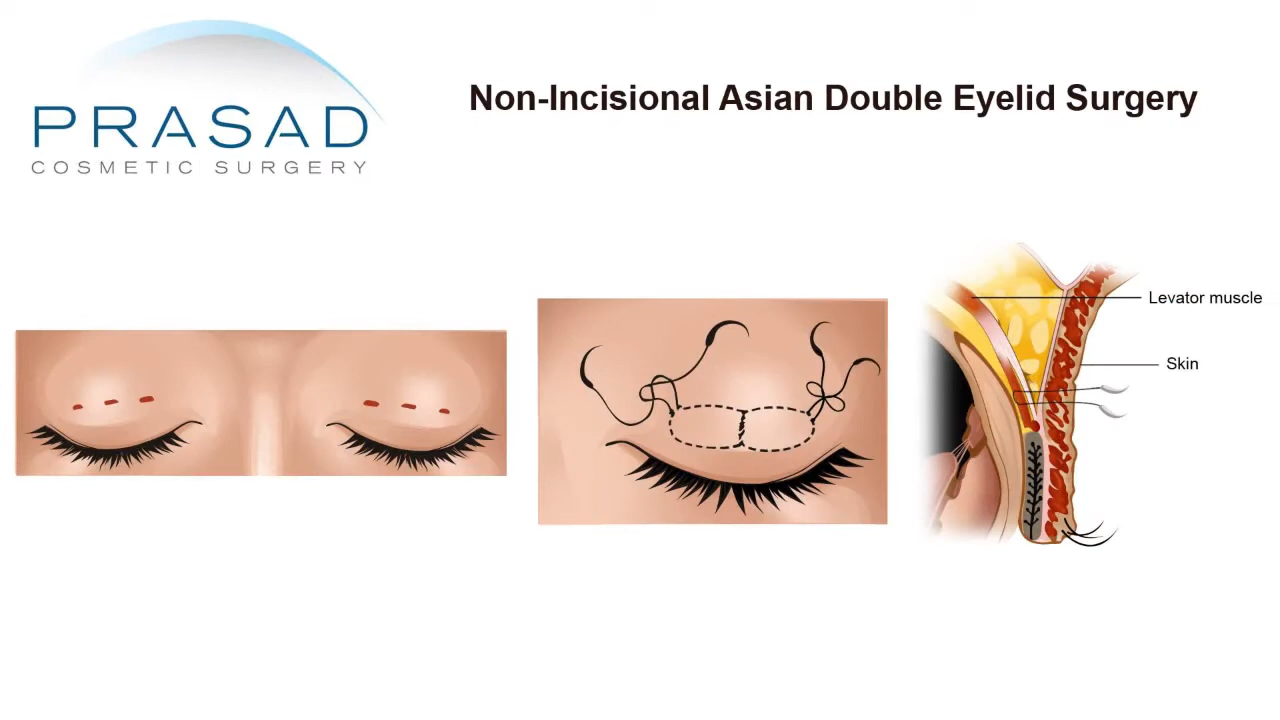 PRASAD
COSMETIC SURGERY
Non-Incisional Asian Double Eyelid Surgery
Levator muscle
Skin